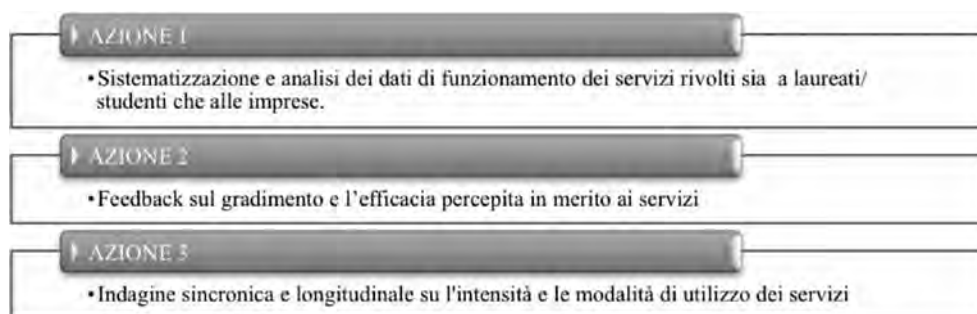 AZIONE 1
•Sistematizzazione e analisi dei dati di funzionamento dei servizi rivolti sia a laureati/
studenti che alle imprese.
AZIONE 2
•Feedback sul gradimento e l’efficacia percepita in merito ai servizi
AZIONE 3
•Indagine sincronica e longitudinale su l'intensità e le modalità di utilizzo dei servizi